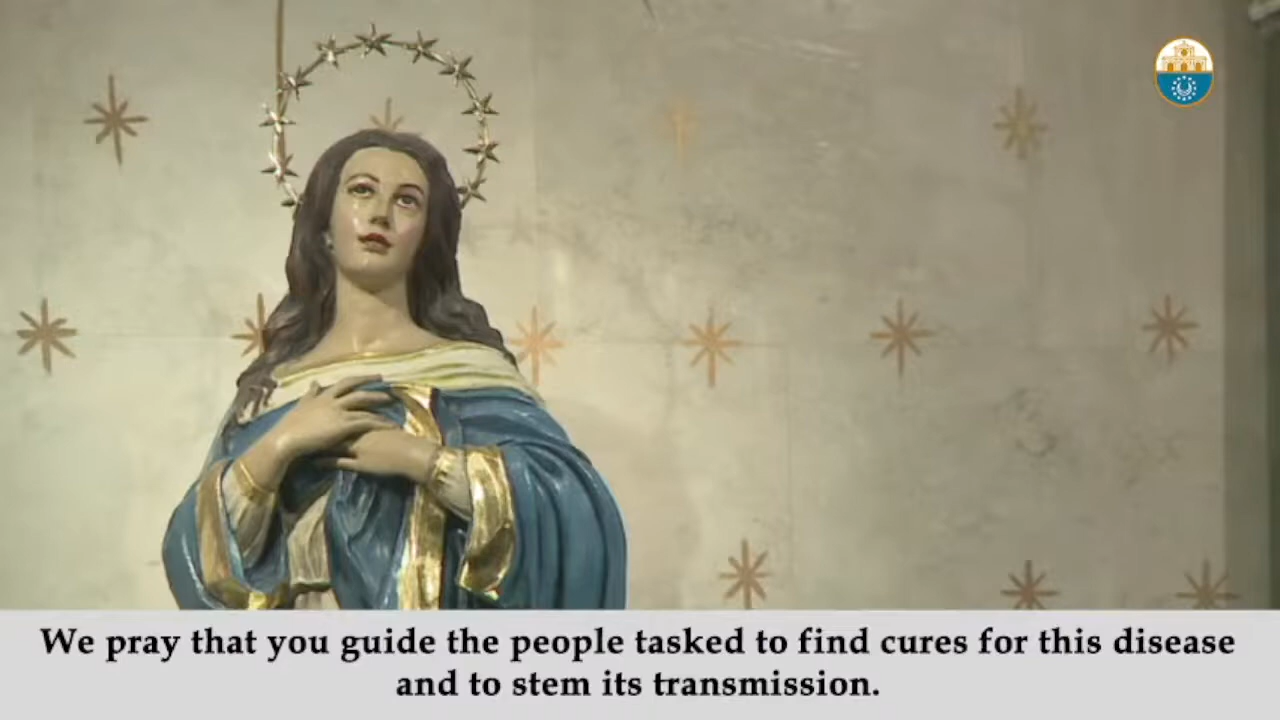 We pray that you guide the people tasked to find cures for this disease
and to stem its transmission.